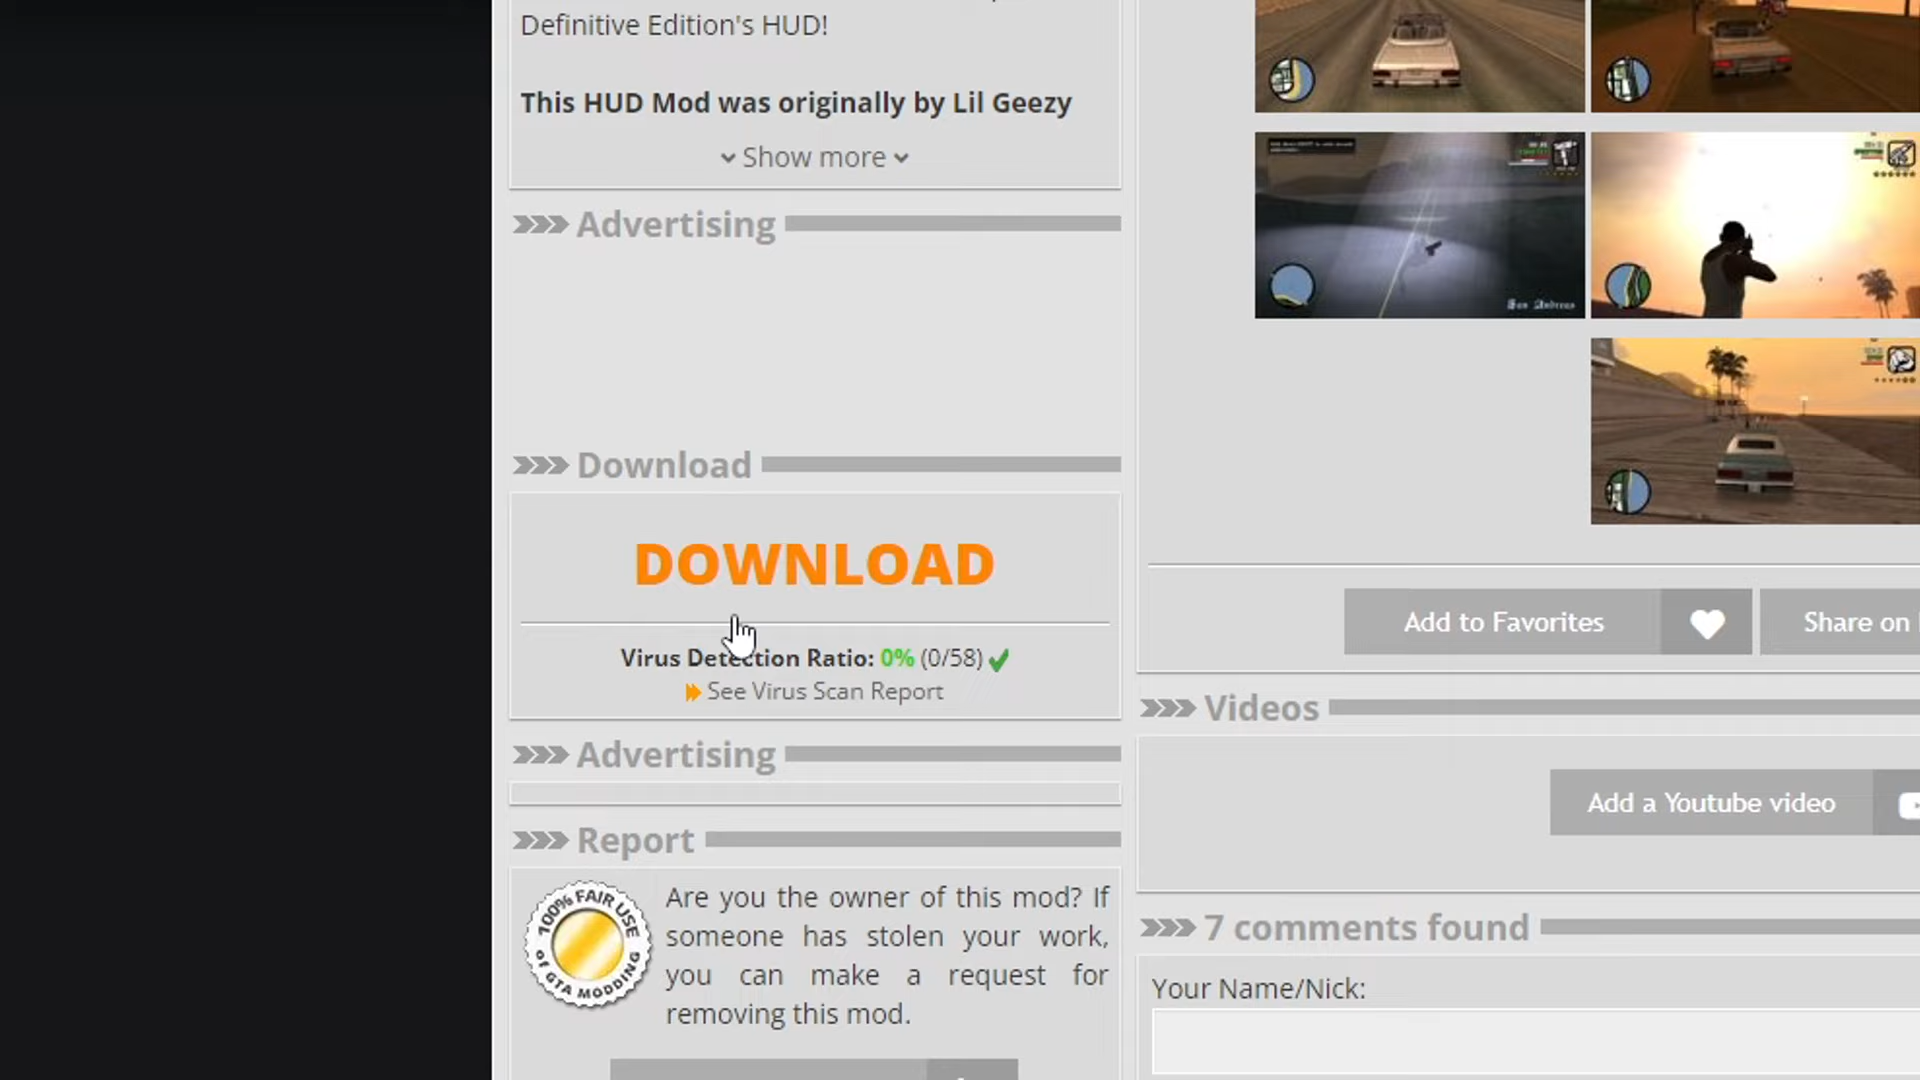 Definitive Edition's HUD!
This HUD Mod was originally by Lil Geezy
Show more
Advertising
Download
DOWNLOAD
Virus Detection Ratio: 0% (0/58)
See Virus Scan Report
Advertising
Report
100% FAIR USE
of GTA MODDING
Are you the owner of this mod? If
someone has stolen your work,
you can make a request for
removing this mod.
San Andreas
Add to Favorites
Share on
Videos
Add a Youtube video
7 comments found
Your Name/Nick: